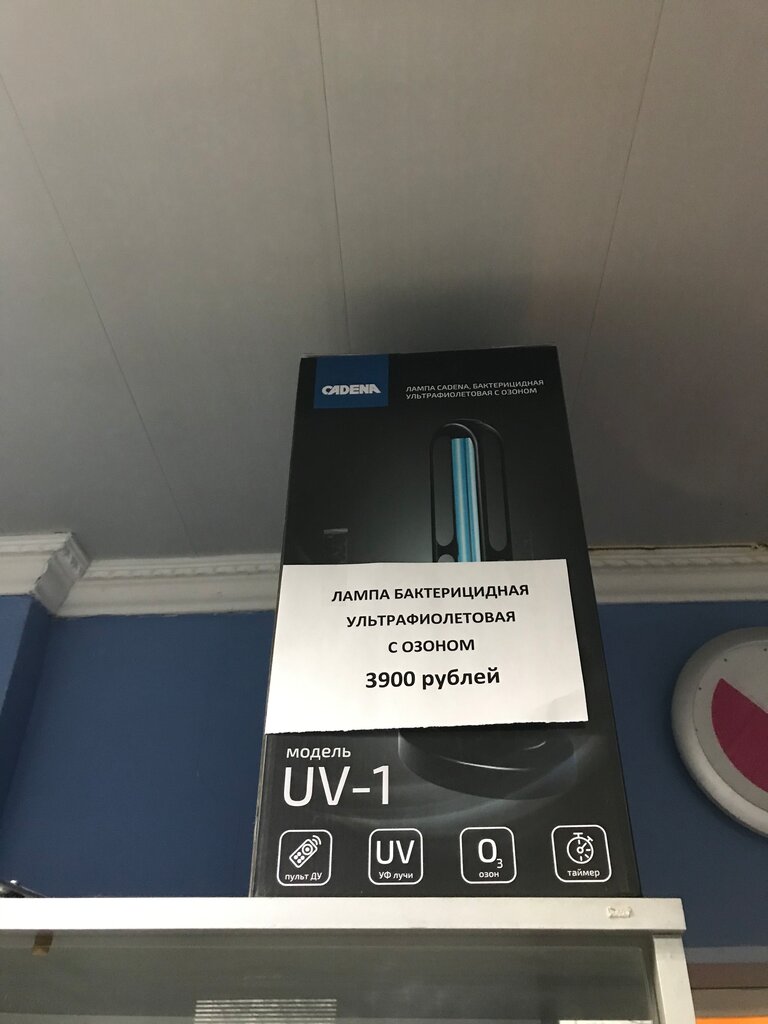 CADENA
ЛАМПА CADENA, БАКТЕРИЦИДНАЯ
УЛЬТРАФИОЛЕТОВАЯ С ОЗОНОМ
ЛАМПА БАКТЕРИЦИДНАЯ
УЛЬТРАФИОЛЕТОВАЯ
С ОЗОНОМ
3900 рублей
модель
UV-1
UV
O₃
пульт ДУ
УФ лучи
озон
таймер